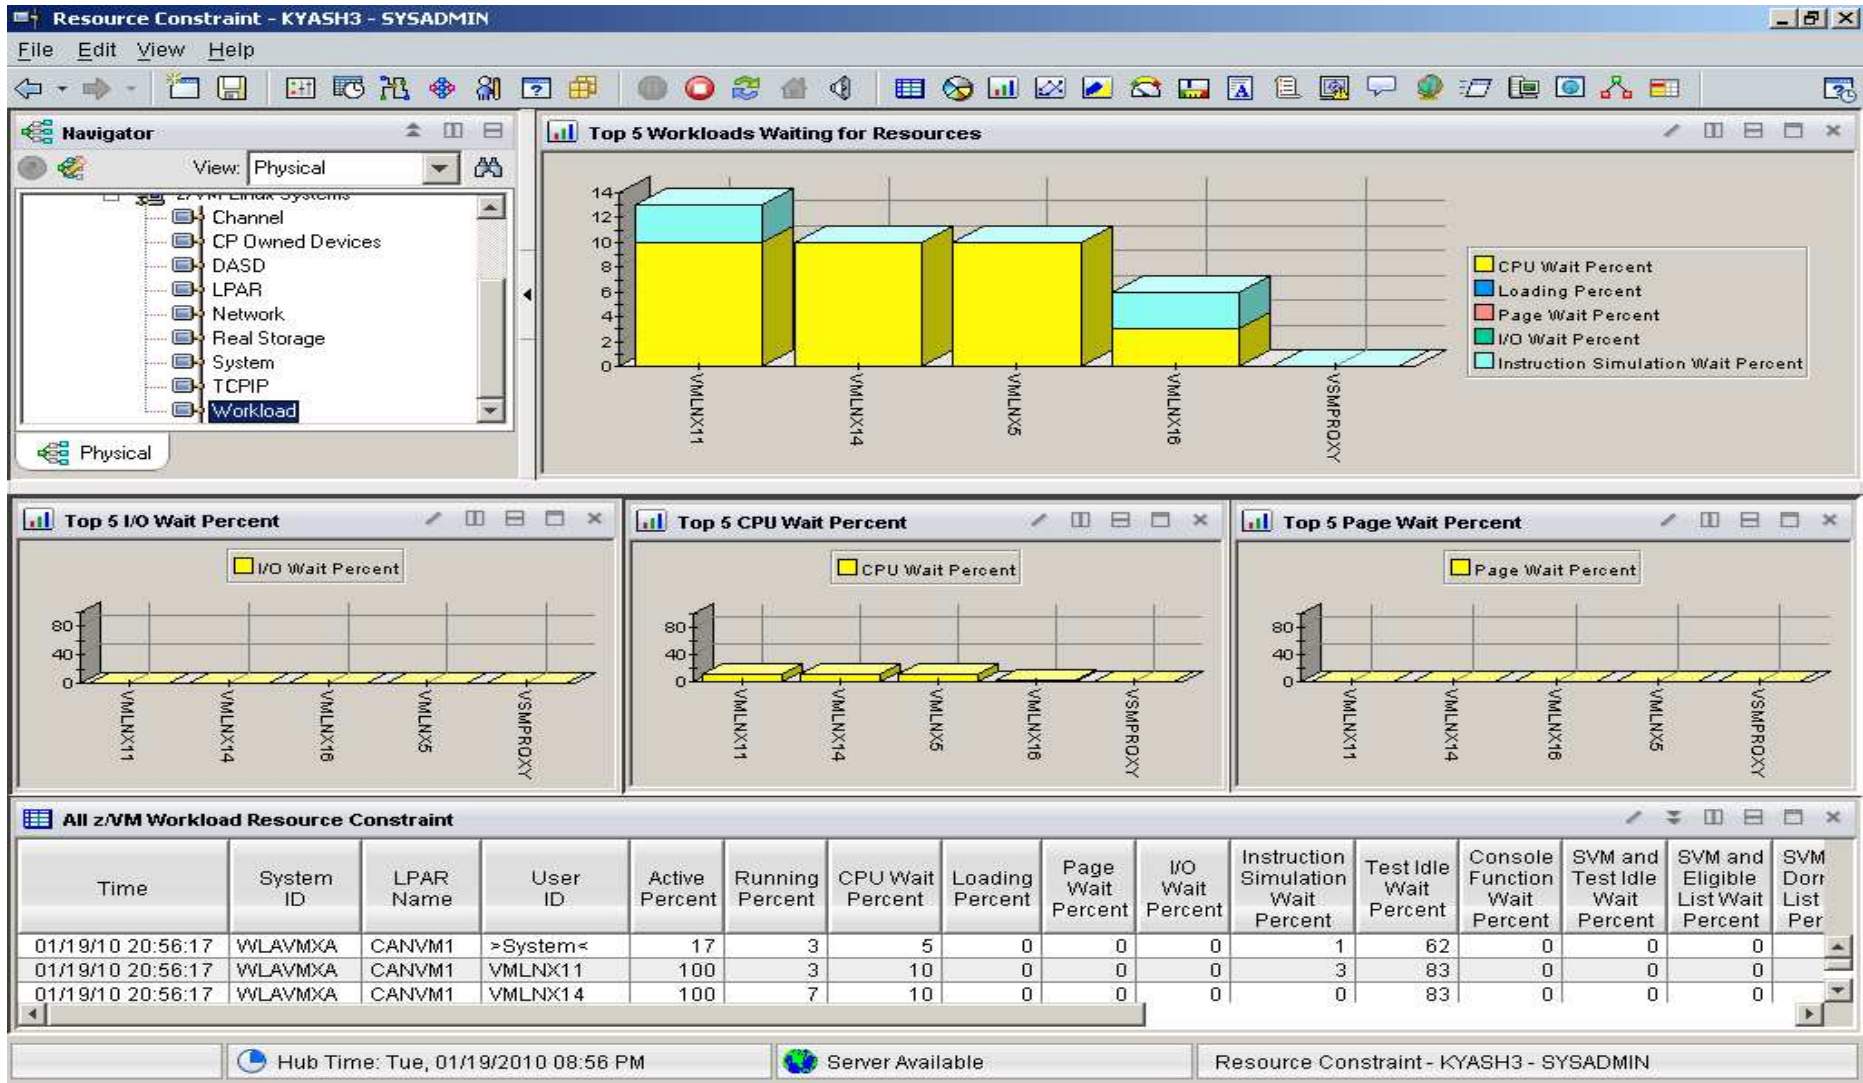 Resource Constraint - KYASH3 - SYSADMIN
File Edit View Help
Navigator
View: Physical
z/VM Linux Systems
Channel
CP Owned Devices
DASD
LPAR
Network
Real Storage
System
TCPIP
Workload
Physical
Top 5 Workloads Waiting for Resources
14
12
10
8
6
4
2
0
VMLNX11
VMLNX14
VMLNX5
VMLNX16
VSMPROXY
CPU Wait Percent
Loading Percent
Page Wait Percent
I/O Wait Percent
Instruction Simulation Wait Percent
Top 5 I/O Wait Percent
I/O Wait Percent
80
40
0
VMLNX11
VMLNX14
VMLNX16
VMLNX5
VSMPROXY
Top 5 CPU Wait Percent
CPU Wait Percent
80
40
0
VMLNX11
VMLNX14
VMLNX5
VMLNX16
VSMPROXY
Top 5 Page Wait Percent
Page Wait Percent
80
40
0
VMLNX11
VMLNX14
VMLNX16
VMLNX5
VSMPROXY
All z/VM Workload Resource Constraint
Time
System
ID
LPAR
Name
User
ID
Active
Percent
Running
Percent
CPU Wait
Percent
Loading
Percent
Page
Wait
Percent
I/O
Wait
Percent
Instruction
Simulation
Wait
Percent
Test Idle
Wait
Percent
Console
Function
Wait
Percent
SVM and
Test Idle
Wait
Percent
SVM and
Eligible
List Wait
Percent
SVM
Dorr
List
Per
01/19/10 20:56:17 WLAVMXA CANVM1 >System< 17 3 5 0 0 0 1 62 0 0 0
01/19/10 20:56:17 WLAVMXA CANVM1 VMLNX11 100 3 10 0 0 0 3 83 0 0 0
01/19/10 20:56:17 WLAVMXA CANVM1 VMLNX14 100 7 10 0 0 0 0 83 0 0 0
Hub Time: Tue, 01/19/2010 08:56 PM
Server Available
Resource Constraint - KYASH3 - SYSADMIN